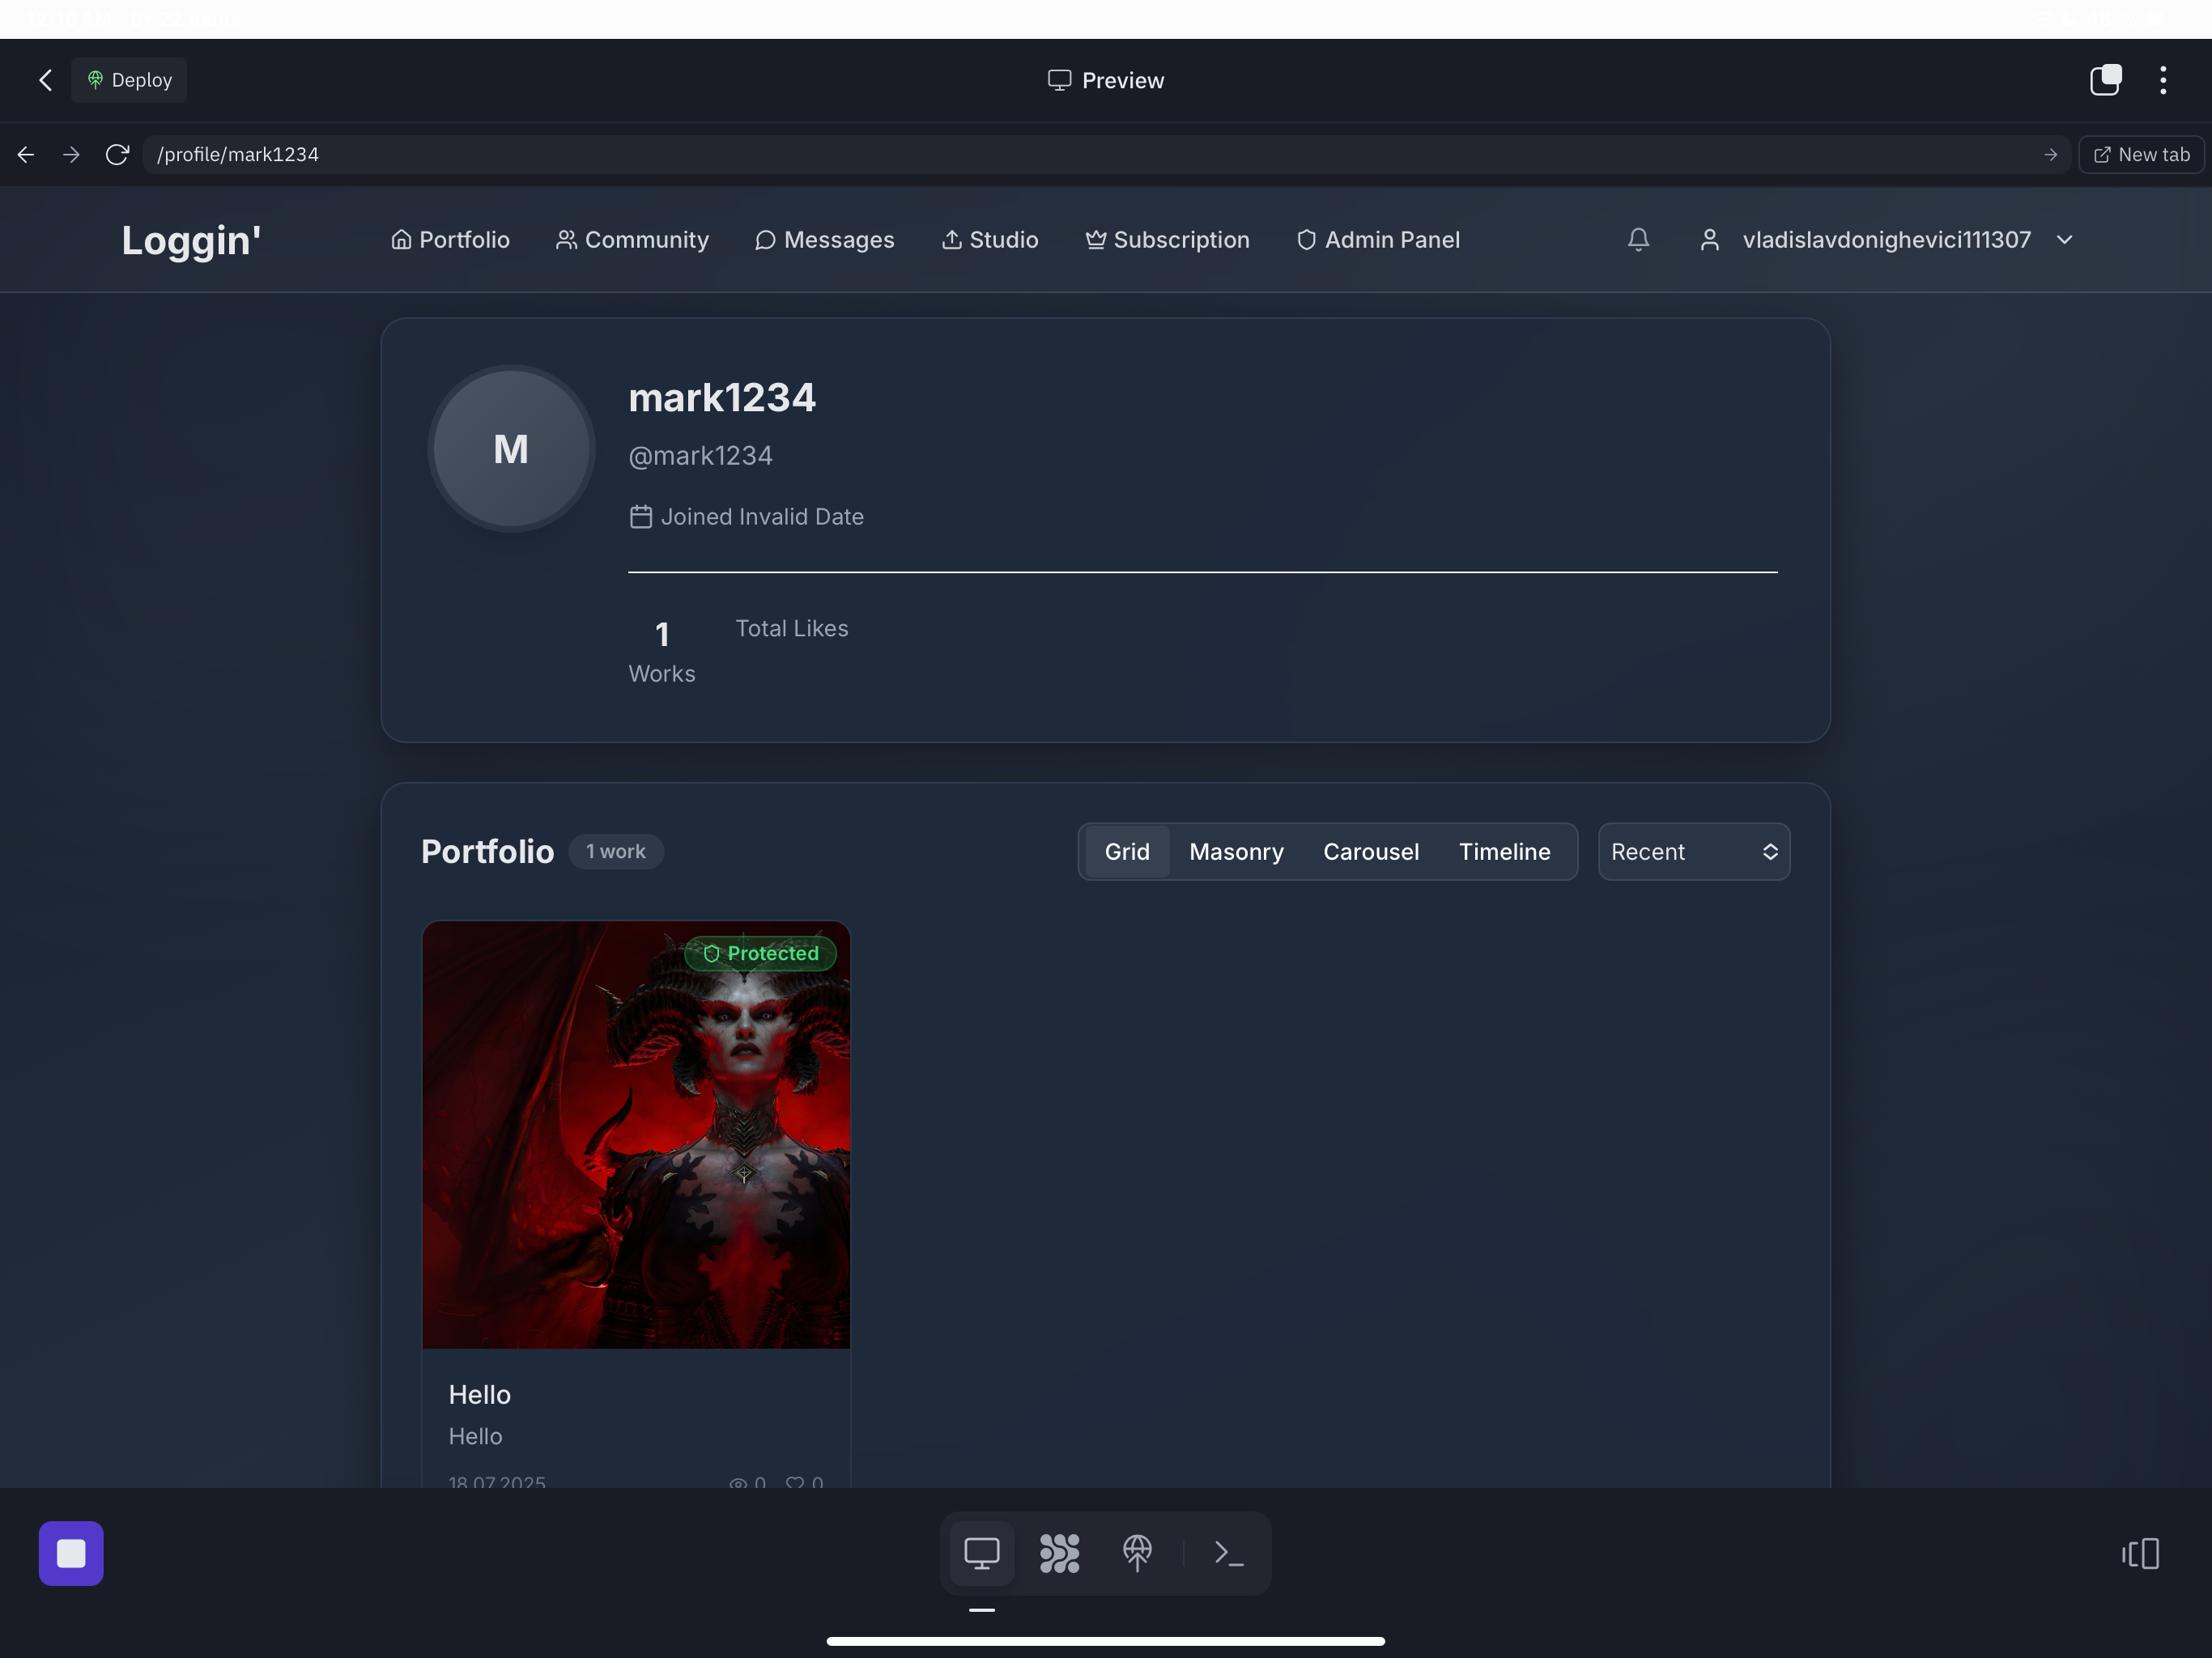 Deploy
Preview
/profile/mark1234
New tab
Loggin'
Portfolio
Community
Messages
Studio
Subscription
Admin Panel
vladislavdonighevici111307
M
mark1234
@mark1234
Joined Invalid Date
1
Works
Total Likes
Portfolio
1 work
Grid
Masonry
Carousel
Timeline
Recent
Protected
Hello
Hello
18.07.2025
0
0